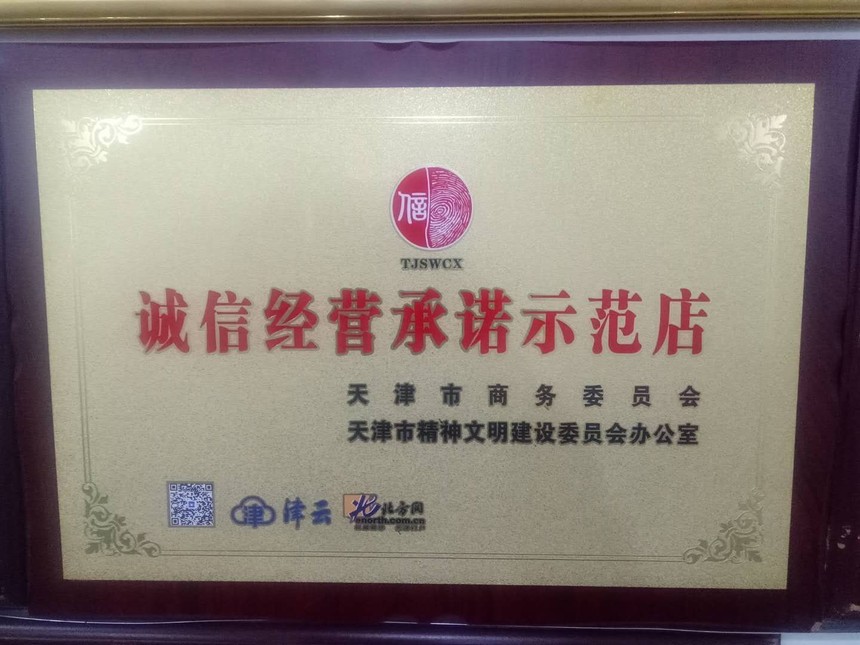 信
TJSWCX
诚信经营承诺示范店
天津市商务委员会
天津市精神文明建设委员会办公室
津 津云
北方网
enorth.com.cn